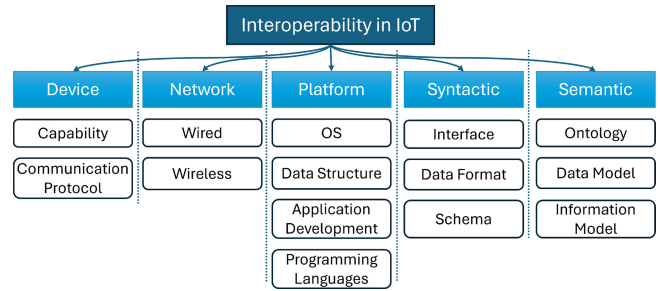 Interoperability in IoT
Device
Network
Platform
Syntactic
Semantic
Capability
Communication
Protocol
Wired
Wireless
OS
Data Structure
Application
Development
Programming
Languages
Interface
Data Format
Schema
Ontology
Data Model
Information
Model